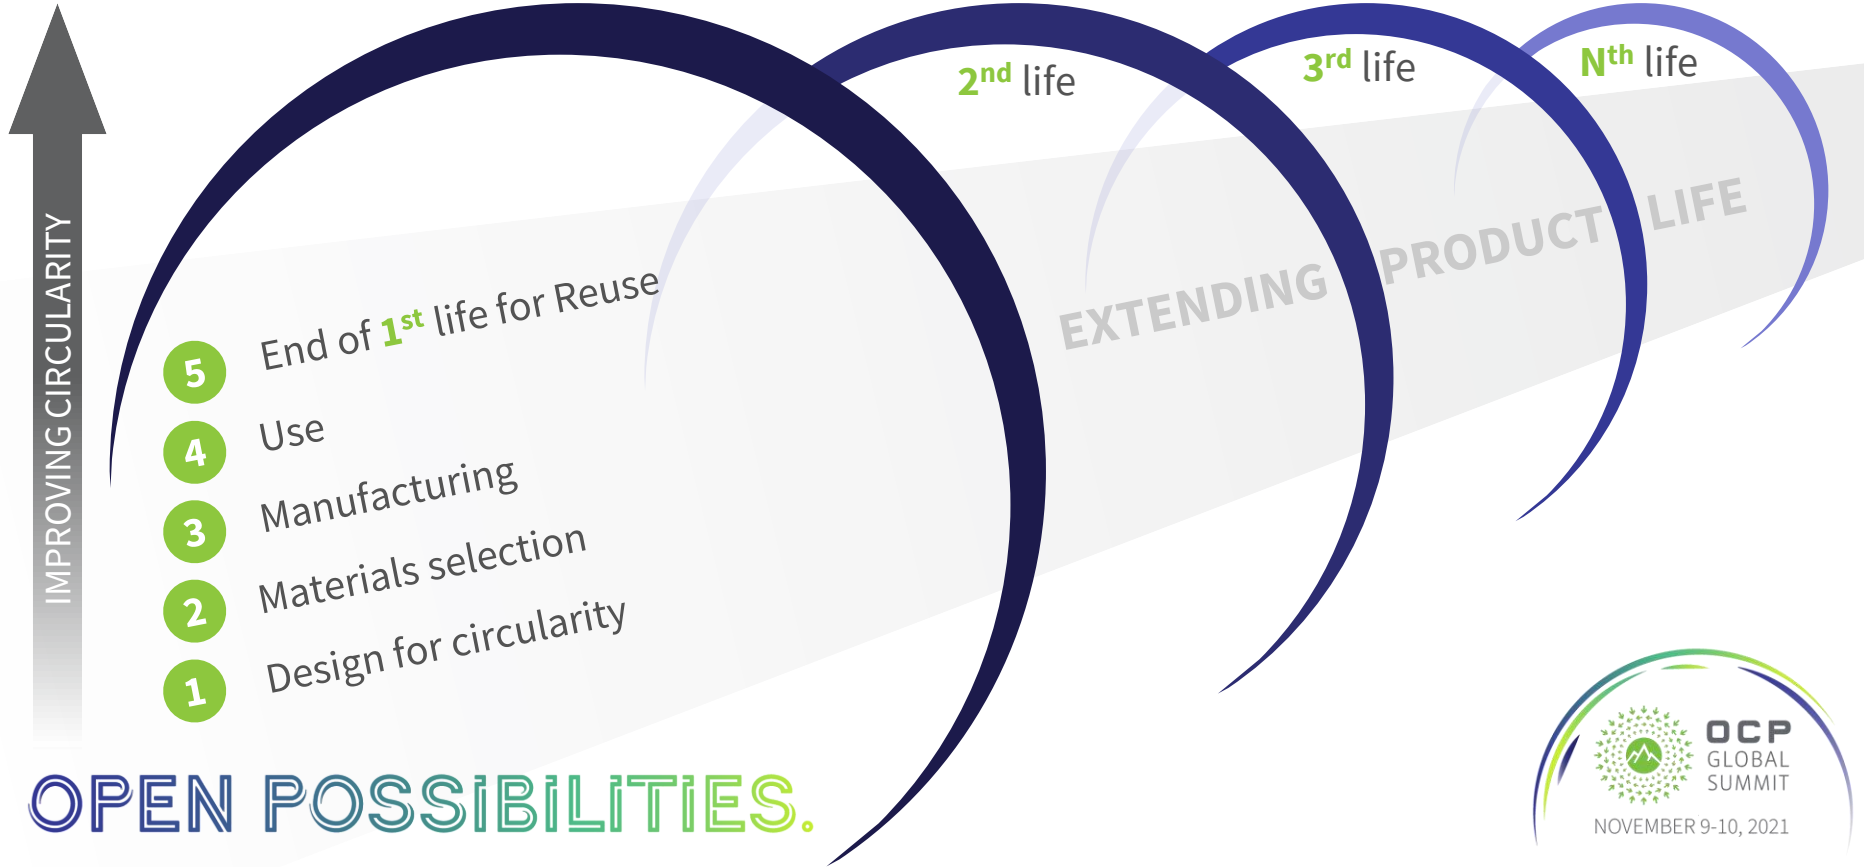 IMPROVING CIRCULARITY
2nd life
3rd life
Nth life
EXTENDING PRODUCT LIFE
5 End of 1st life for Reuse
4 Use
3 Manufacturing
2 Materials selection
1 Design for circularity
OPEN POSSIBILITIES.
OCP
GLOBAL
SUMMIT
NOVEMBER 9-10, 2021